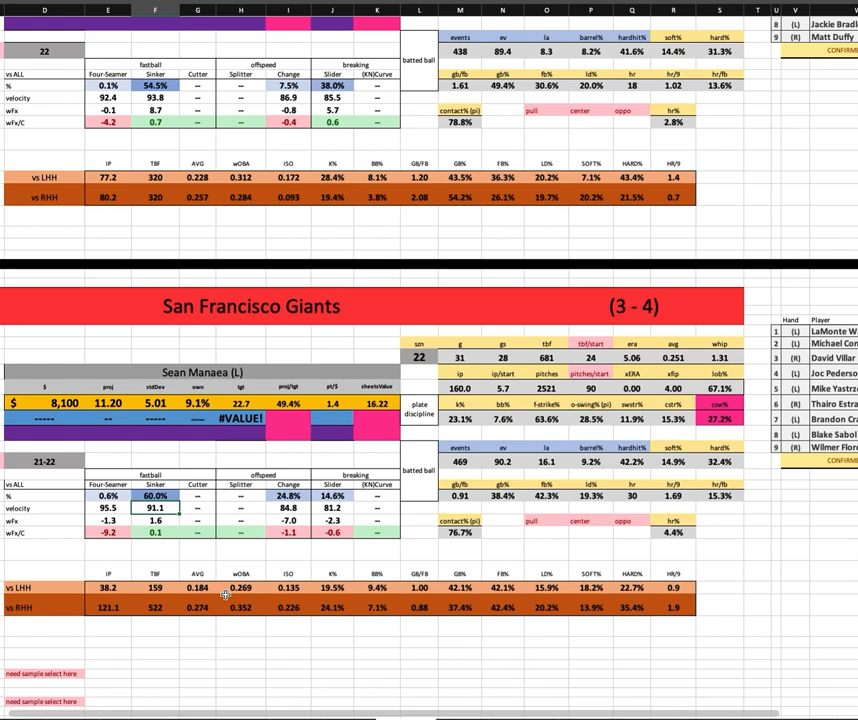 D E F G H I J K L M N O P Q R S T U V
8 (L) Jackie Bradl
9 (R) Matt Duffy
events ev la barrel% hardhit% soft% hard%
22 438 89.4 8.3 8.2% 41.6% 14.4% 31.3% CONFIRM
batted ball
fastball offspeed breaking
vs ALL Four-Seamer Sinker Cutter Splitter Change Slider (KN)Curve gb/fb gb% fb% ld% hr hr/9 hr/fb
% 0.1% 54.5% -- -- 7.5% 38.0% -- 1.61 49.4% 30.6% 20.0% 18 1.02 13.6%
velocity 92.4 93.8 -- -- 86.9 85.5 --
wFx -0.1 8.7 -- -- -0.8 5.7 -- contact% (pi) pull center oppo hr%
wFx/C -4.2 0.7 -- -- -0.4 0.6 -- 78.8% 2.8%
IP TBF AVG wOBA ISO K% BB% GB/FB GB% FB% LD% SOFT% HARD% HR/9
vs LHH 77.2 320 0.228 0.312 0.172 28.4% 8.1% 1.20 43.5% 36.3% 20.2% 7.1% 43.4% 1.4
vs RHH 80.2 320 0.257 0.284 0.093 19.4% 3.8% 2.08 54.2% 26.1% 19.7% 20.2% 21.5% 0.7
San Francisco Giants (3 - 4)
Hand Player
1 (L) LaMonte W
szn g gs tbf tbf/start era avg whip
2 (L) Michael Con
22 31 28 681 24 5.06 0.251 1.31
3 (R) David Villar
Sean Manaea (L) ip ip/start pitches pitches/start xERA xfip lob%
4 (L) Joc Pederso
$ proj stdDev own tgt proj/tgt pt/$ sheetsValue
160.0 5.7 2521 90 0.00 4.00 67.1%
5 (L) Mike Yastrz
$ 8,100 11.20 5.01 9.1% 22.7 49.4% 1.4 16.22
plate discipline
k% bb% f-strike% o-swing% (pi) swstr% cstr% csw%
6 (R) Thairo Estra
----- ----- ---- ---- #VALUE! 23.1% 7.6% 63.6% 28.5% 11.9% 15.3% 27.2%
7 (L) Brandon Cra
8 (L) Blake Sabol
events ev la barrel% hardhit% soft% hard%
9 (R) Wilmer Flore
21-22 469 90.2 16.1 9.2% 42.2% 14.9% 32.4% CONFIRM
batted ball
fastball offspeed breaking
vs ALL Four-Seamer Sinker Cutter Splitter Change Slider (KN)Curve gb/fb gb% fb% ld% hr hr/9 hr/fb
% 0.6% 60.0% -- -- 24.8% 14.6% -- 0.91 38.4% 42.3% 19.3% 30 1.69 15.3%
velocity 95.5 91.1 -- -- 84.8 81.2 --
wFx -1.3 1.6 -- -- -7.0 -2.3 -- contact% (pi) pull center oppo hr%
wFx/C -9.2 0.1 -- -- -1.1 -0.6 -- 76.7% 4.4%
IP TBF AVG wOBA ISO K% BB% GB/FB GB% FB% LD% SOFT% HARD% HR/9
vs LHH 38.2 159 0.184 0.269 0.135 19.5% 9.4% 1.00 42.1% 42.1% 15.9% 18.2% 22.7% 0.9
vs RHH 121.1 522 0.274 0.352 0.226 24.1% 7.1% 0.88 37.4% 42.4% 20.2% 13.9% 35.4% 1.9
need sample select here
need sample select here